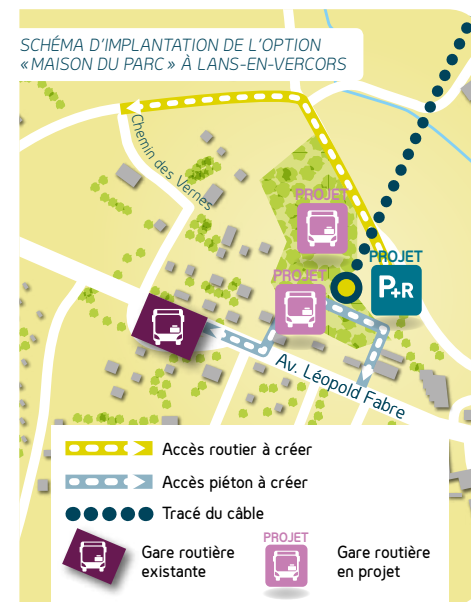 SCHÉMA D’IMPLANTATION DE L’OPTION
«MAISON DU PARC» À LANS-EN-VERCORS
Chemin des Vernes
PROJET
PROJET
P+R
PROJET
Av. Léopold Fabre
Accès routier à créer
Accès piéton à créer
Tracé du câble
Gare routière
existante
PROJET
Gare routière
en projet